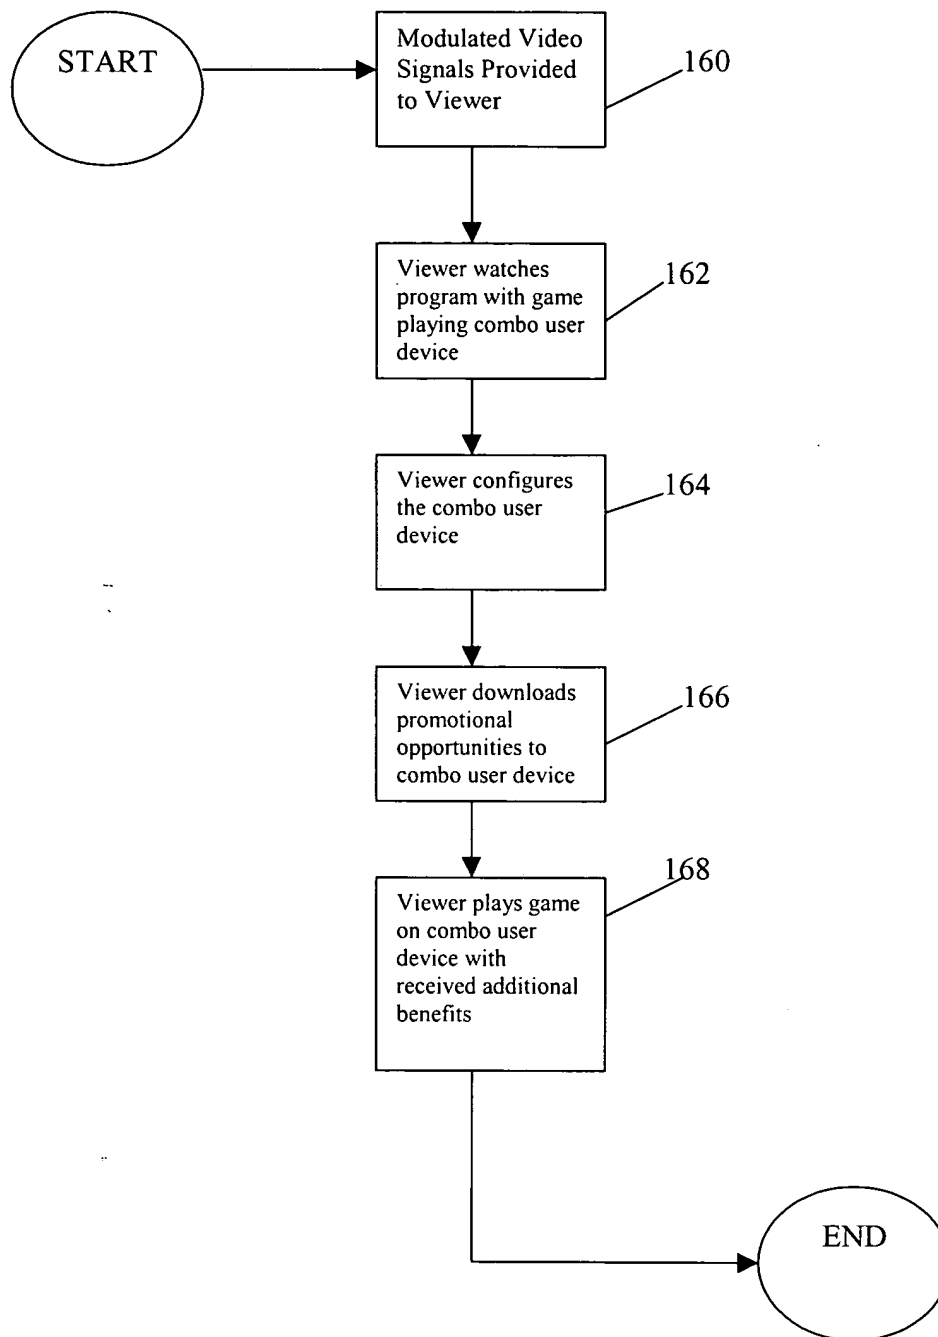 START
Modulated Video
Signals Provided
to Viewer
160
Viewer watches
program with game
playing combo user
device
162
Viewer configures
the combo user
device
164
Viewer downloads
promotional
opportunities to
combo user device
166
Viewer plays game
on combo user
device with
received additional
benefits
168
END